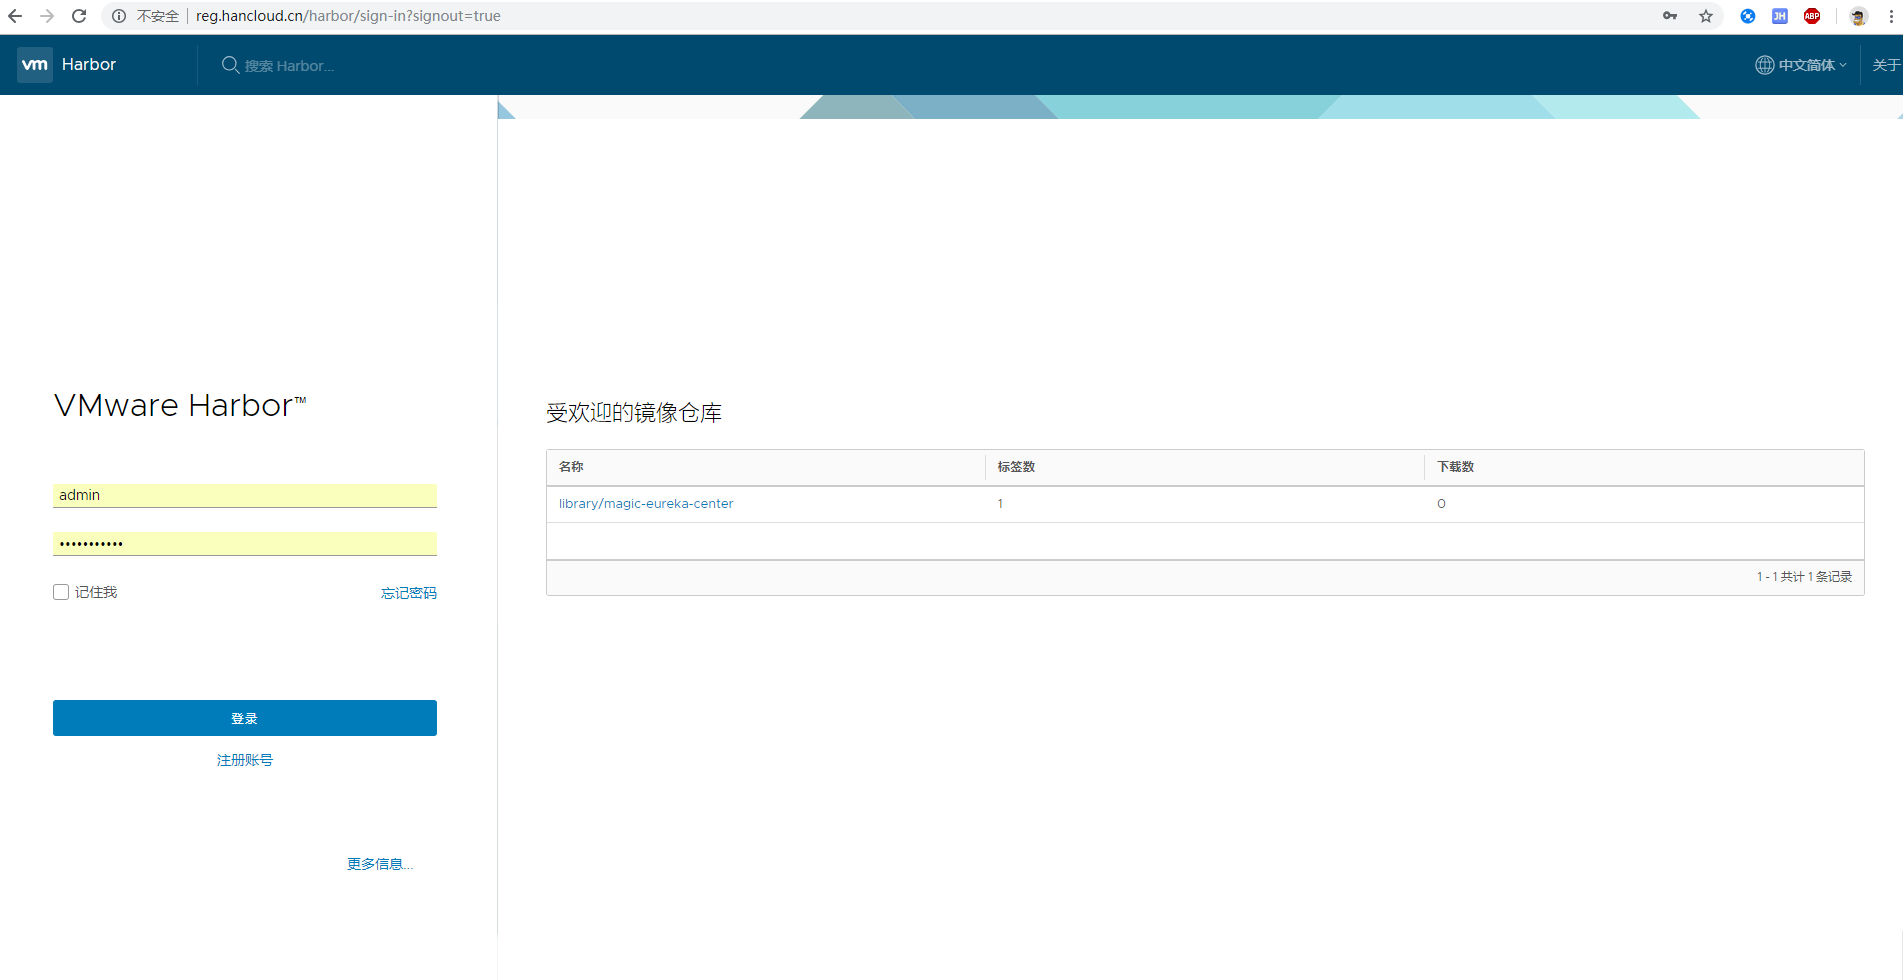 不安全 reg.hancloud.cn/harbor/sign-in?signout=true
JH
ABP
vm Harbor 搜索 Harbor... 中文简体 关于
VMware Harbor™
admin
•••••••••••
记住我 忘记密码
登录
注册账号
更多信息...
受欢迎的镜像仓库
名称 标签数 下载数
library/magic-eureka-center 1 0
1 - 1 共计 1 条记录